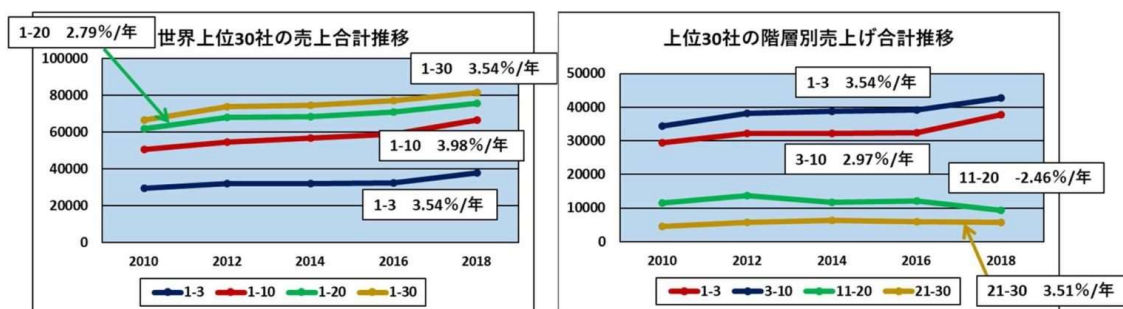 世界上位30社の売上合計推移
1-20 2.79％/年
1-30 3.54％/年
1-10 3.98％/年
1-3 3.54％/年
100000
80000
60000
40000
20000
0
2010 2012 2014 2016 2018
1-3 1-10 1-20 1-30
上位30社の階層別売上げ合計推移
1-3 3.54％/年
3-10 2.97％/年
11-20 -2.46％/年
21-30 3.51％/年
50000
40000
30000
20000
10000
0
2010 2012 2014 2016 2018
1-3 3-10 11-20 21-30